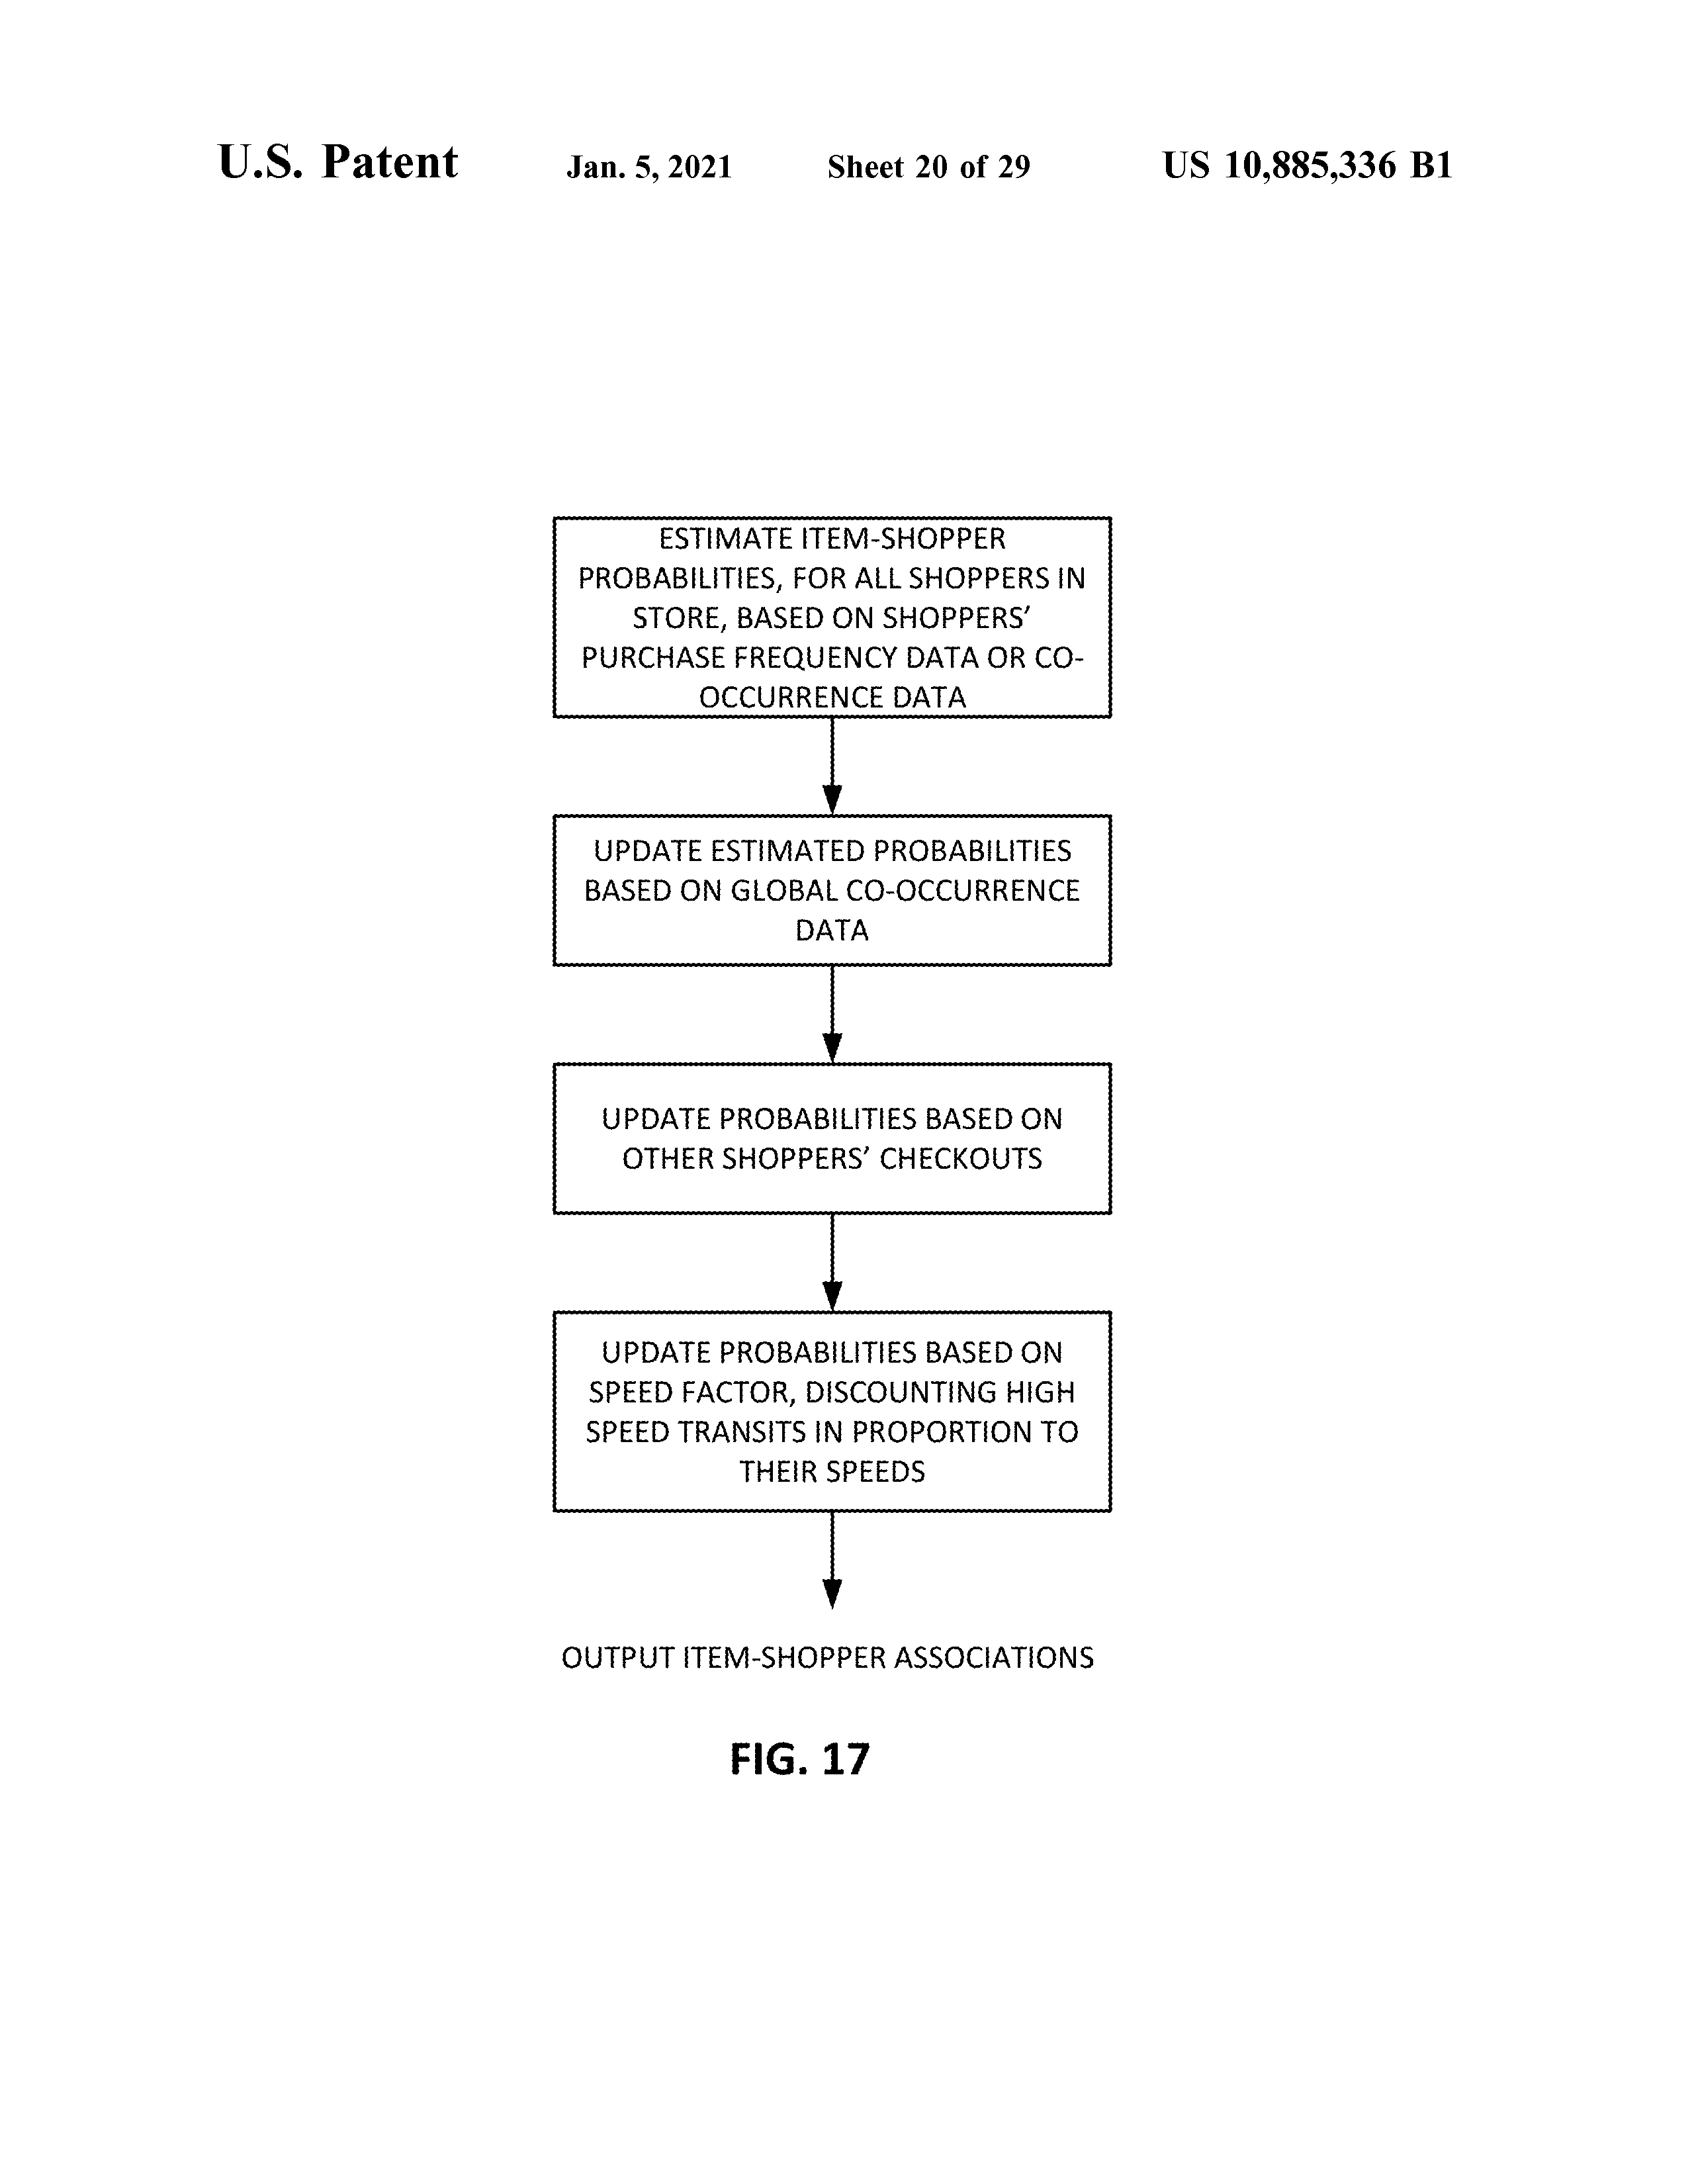 U.S. Patent Jan. 5, 2021 Sheet 20 of 29 US 10,885,336 B1
ESTIMATE ITEM-SHOPPER
PROBABILITIES, FOR ALL SHOPPERS IN
STORE, BASED ON SHOPPERS’
PURCHASE FREQUENCY DATA OR CO-
OCCURRENCE DATA
UPDATE ESTIMATED PROBABILITIES
BASED ON GLOBAL CO-OCCURRENCE
DATA
UPDATE PROBABILITIES BASED ON
OTHER SHOPPERS’ CHECKOUTS
UPDATE PROBABILITIES BASED ON
SPEED FACTOR, DISCOUNTING HIGH
SPEED TRANSITS IN PROPORTION TO
THEIR SPEEDS
OUTPUT ITEM-SHOPPER ASSOCIATIONS
FIG. 17